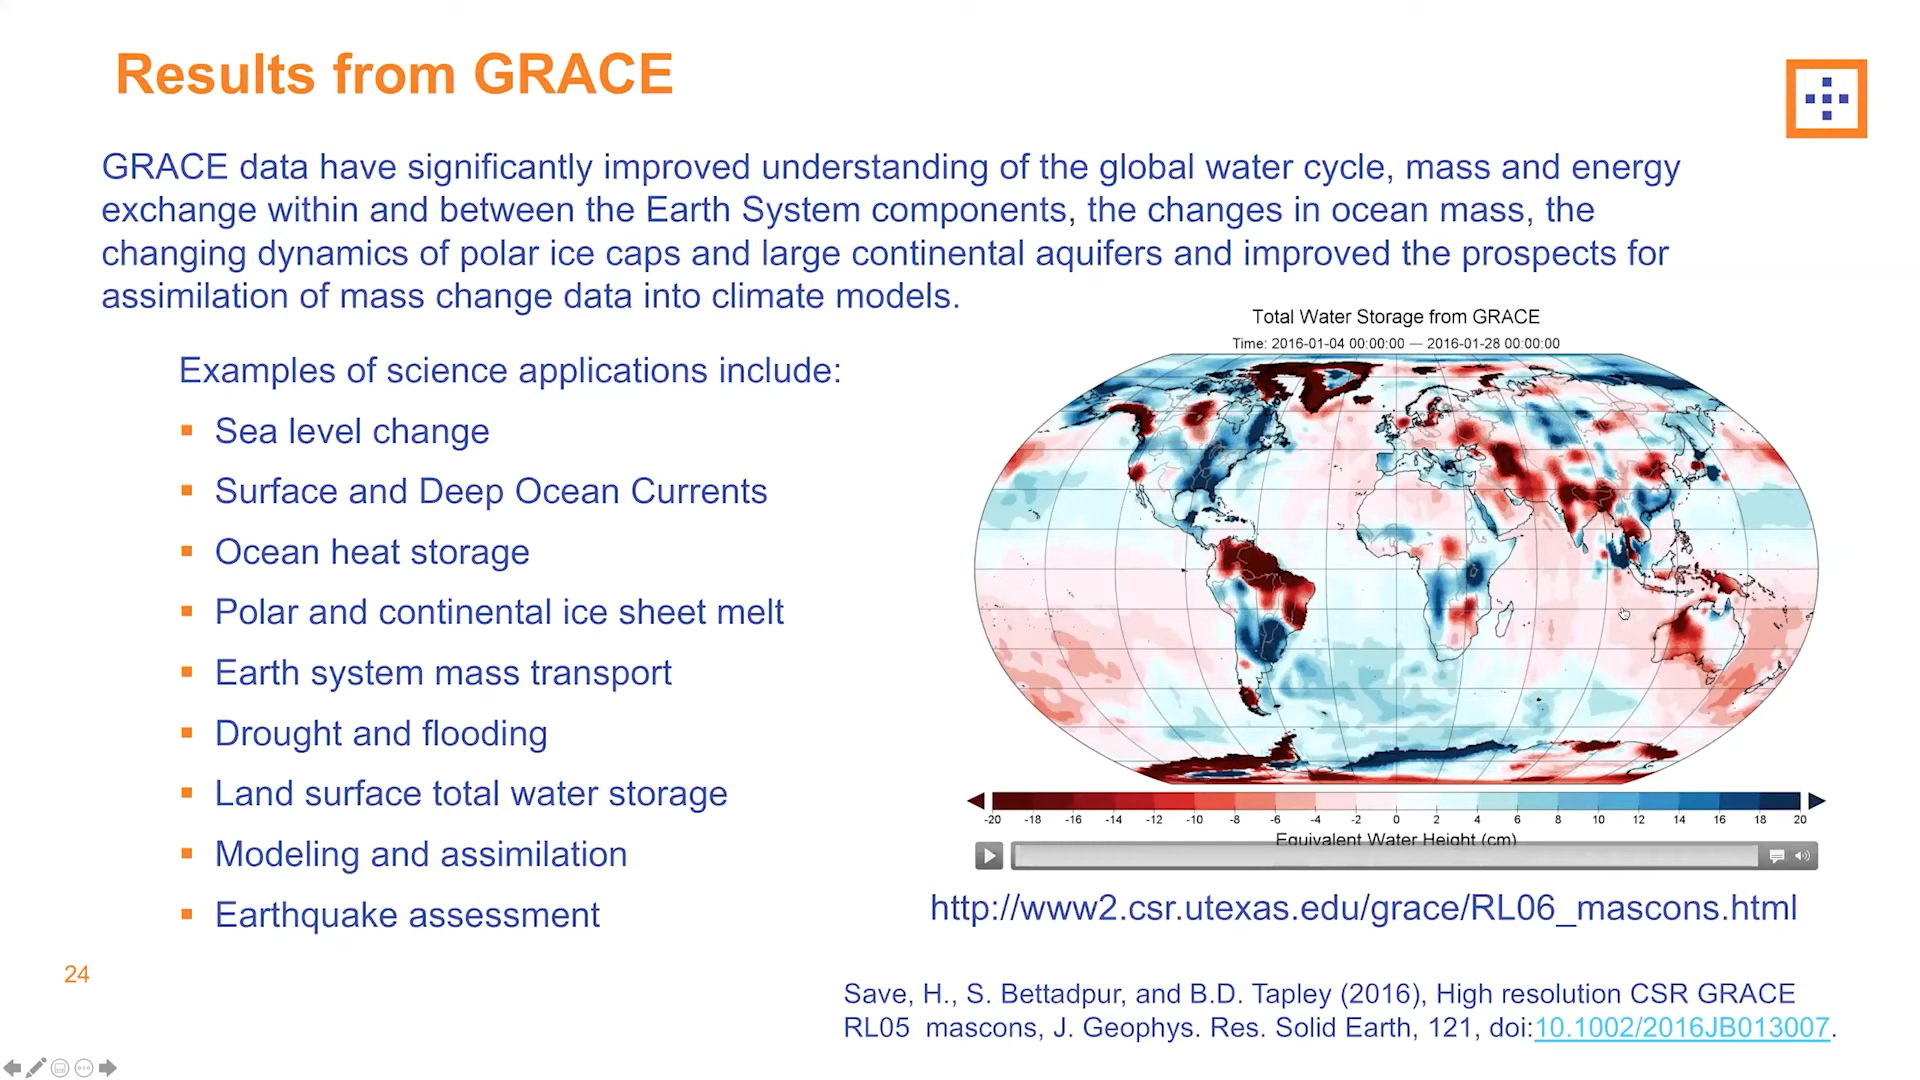 Results from GRACE
GRACE data have significantly improved understanding of the global water cycle, mass and energy
exchange within and between the Earth System components, the changes in ocean mass, the
changing dynamics of polar ice caps and large continental aquifers and improved the prospects for
assimilation of mass change data into climate models.
Examples of science applications include:
Sea level change
Surface and Deep Ocean Currents
Ocean heat storage
Polar and continental ice sheet melt
Earth system mass transport
Drought and flooding
Land surface total water storage
Modeling and assimilation
Earthquake assessment
Total Water Storage from GRACE
Time: 2016-01-04 00:00:00 — 2016-01-28 00:00:00
-20 -18 -16 -14 -12 -10 -8 -6 -4 -2 0 2 4 6 8 10 12 14 16 18 20
Equivalent Water Height (cm)
http://www2.csr.utexas.edu/grace/RL06_mascons.html
24
Save, H., S. Bettadpur, and B.D. Tapley (2016), High resolution CSR GRACE
RL05 mascons, J. Geophys. Res. Solid Earth, 121, doi:10.1002/2016JB013007.